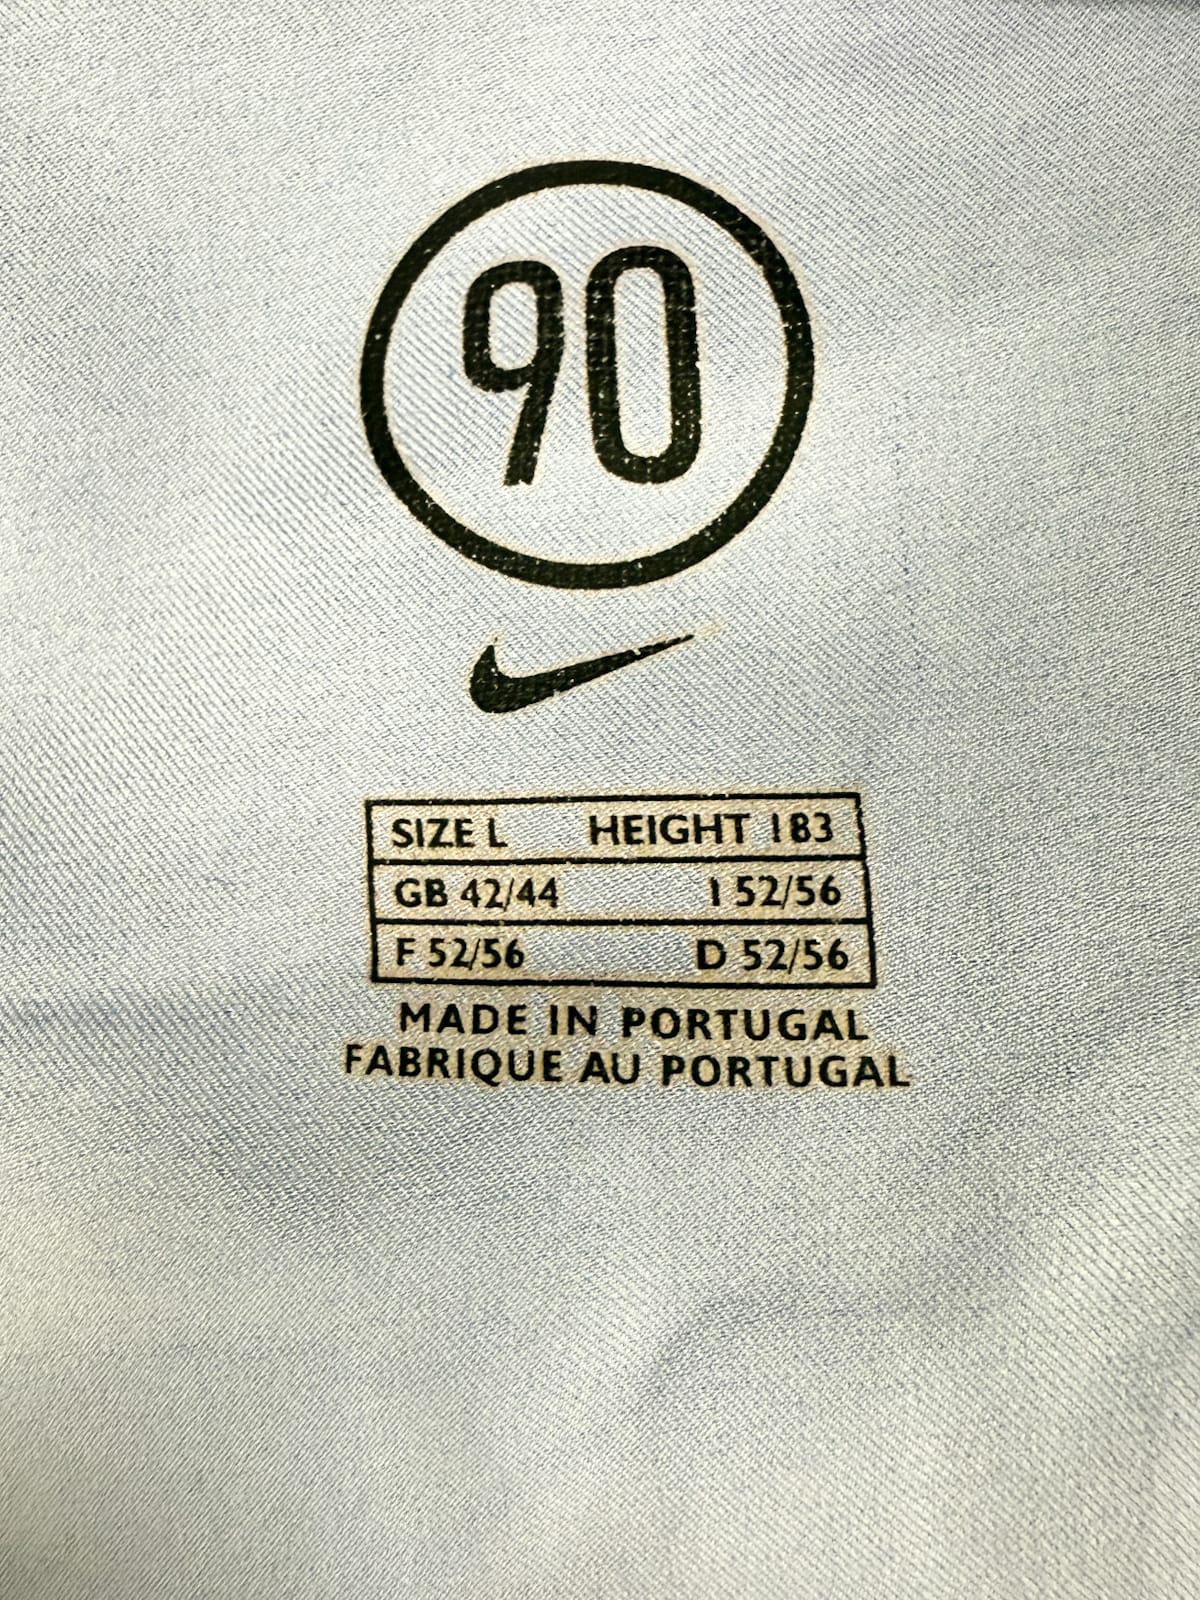 90
SIZE L HEIGHT 183
GB 42/44 I 52/56
F 52/56 D 52/56
MADE IN PORTUGAL
FABRIQUE AU PORTUGAL